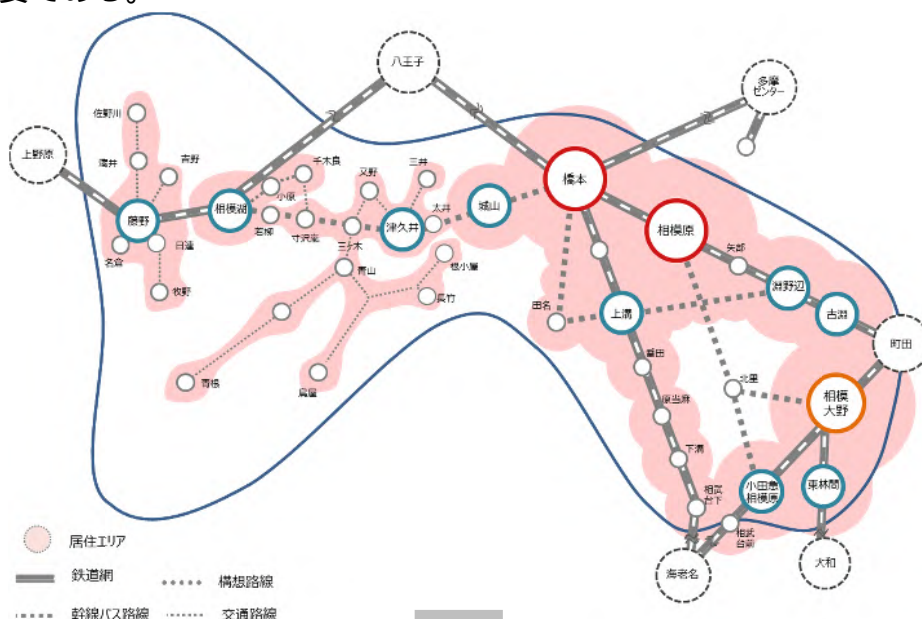 要である。
八王子
多摩
センター
佐野川
上野原
吉野
千木良
又野
三井
橋本
藤野
相模湖
小原
若柳
寸沢嵐
津久井
太井
城山
相模原
名倉
日連
三ケ木
青山
根小屋
矢部
淵野辺
牧野
長竹
田名
上溝
古淵
町田
番田
北里
青根
鳥屋
原当麻
相模
大野
下溝
相武
台下
小田急
相模原
東林間
相武
台前
海老名
大和
居住エリア
鉄道網
構想路線
幹線バス路線
交通路線